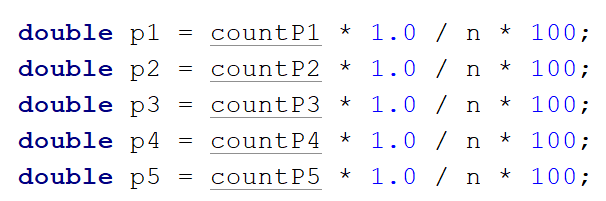 double p1 = countP1 * 1.0 / n * 100;
double p2 = countP2 * 1.0 / n * 100;
double p3 = countP3 * 1.0 / n * 100;
double p4 = countP4 * 1.0 / n * 100;
double p5 = countP5 * 1.0 / n * 100;